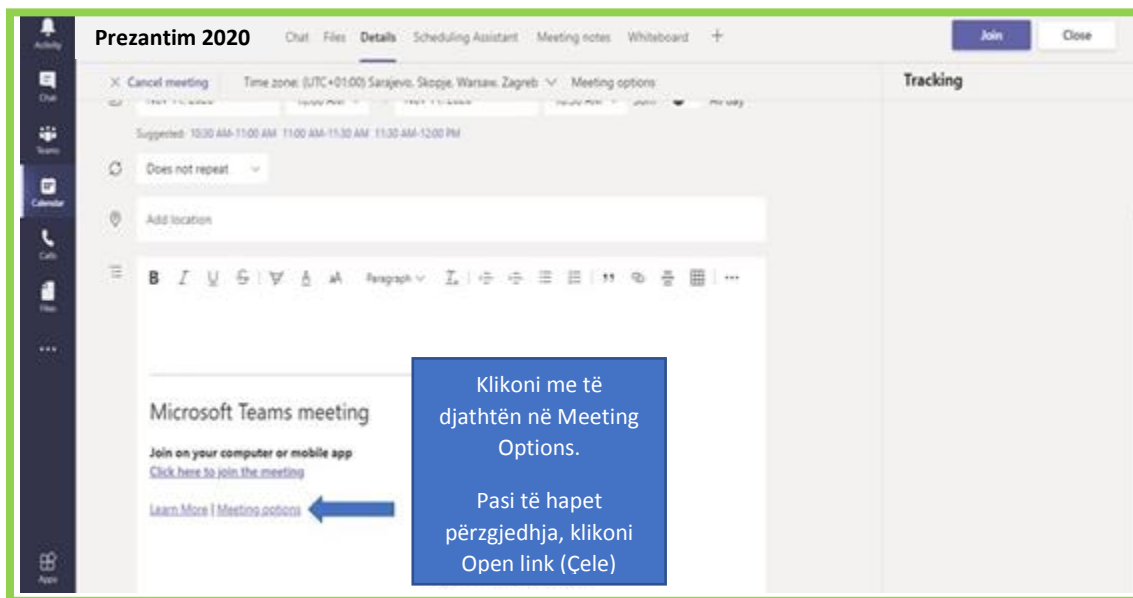 Activity
Prezantim 2020 Chat Files Details Scheduling Assistant Meeting notes Whiteboard +
Join Close
Chat
X Cancel meeting Time zone: (UTC+01:00) Sarajevo, Skopje, Warsaw, Zagreb Meeting options
Tracking
Suggested: 10:30 AM-11:00 AM 11:00 AM-11:30 AM 11:30 AM-12:00 PM
Teams
Does not repeat
Calendar
Add location
Calls
B I U S A aA Paragraph
Files
Microsoft Teams meeting
Join on your computer or mobile app
Click here to join the meeting
Learn More | Meeting options
Klikoni me të
djathtën në Meeting
Options.
Pasi të hapet
përzgjedhja, klikoni
Open link (Çele)
Apps